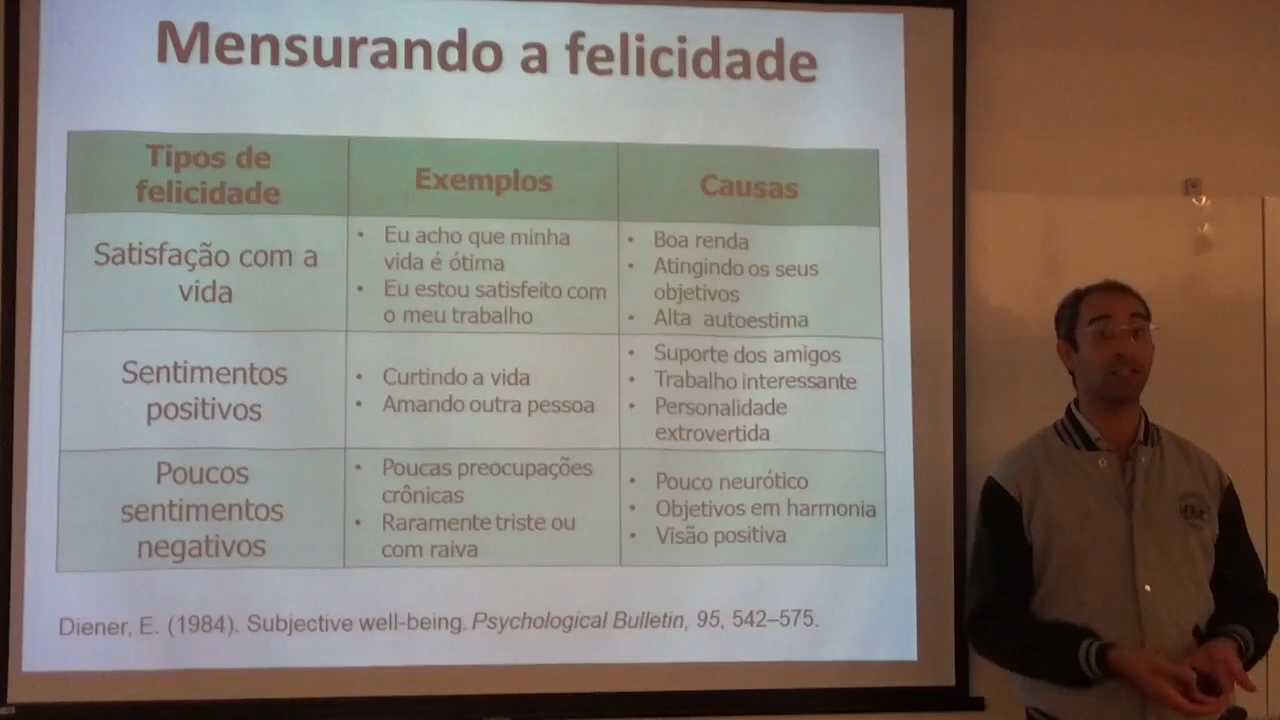 Mensurando a felicidade
Tipos de
felicidade
Exemplos
Causas
Satisfação com a
vida
• Eu acho que minha
vida é ótima
• Eu estou satisfeito com
o meu trabalho
• Boa renda
• Atingindo os seus
objetivos
• Alta autoestima
Sentimentos
positivos
• Curtindo a vida
• Amando outra pessoa
• Suporte dos amigos
• Trabalho interessante
• Personalidade
extrovertida
Poucos
sentimentos
negativos
• Poucas preocupações
crônicas
• Raramente triste ou
com raiva
• Pouco neurótico
• Objetivos em harmonia
• Visão positiva
Diener, E. (1984). Subjective well-being. Psychological Bulletin, 95, 542–575.